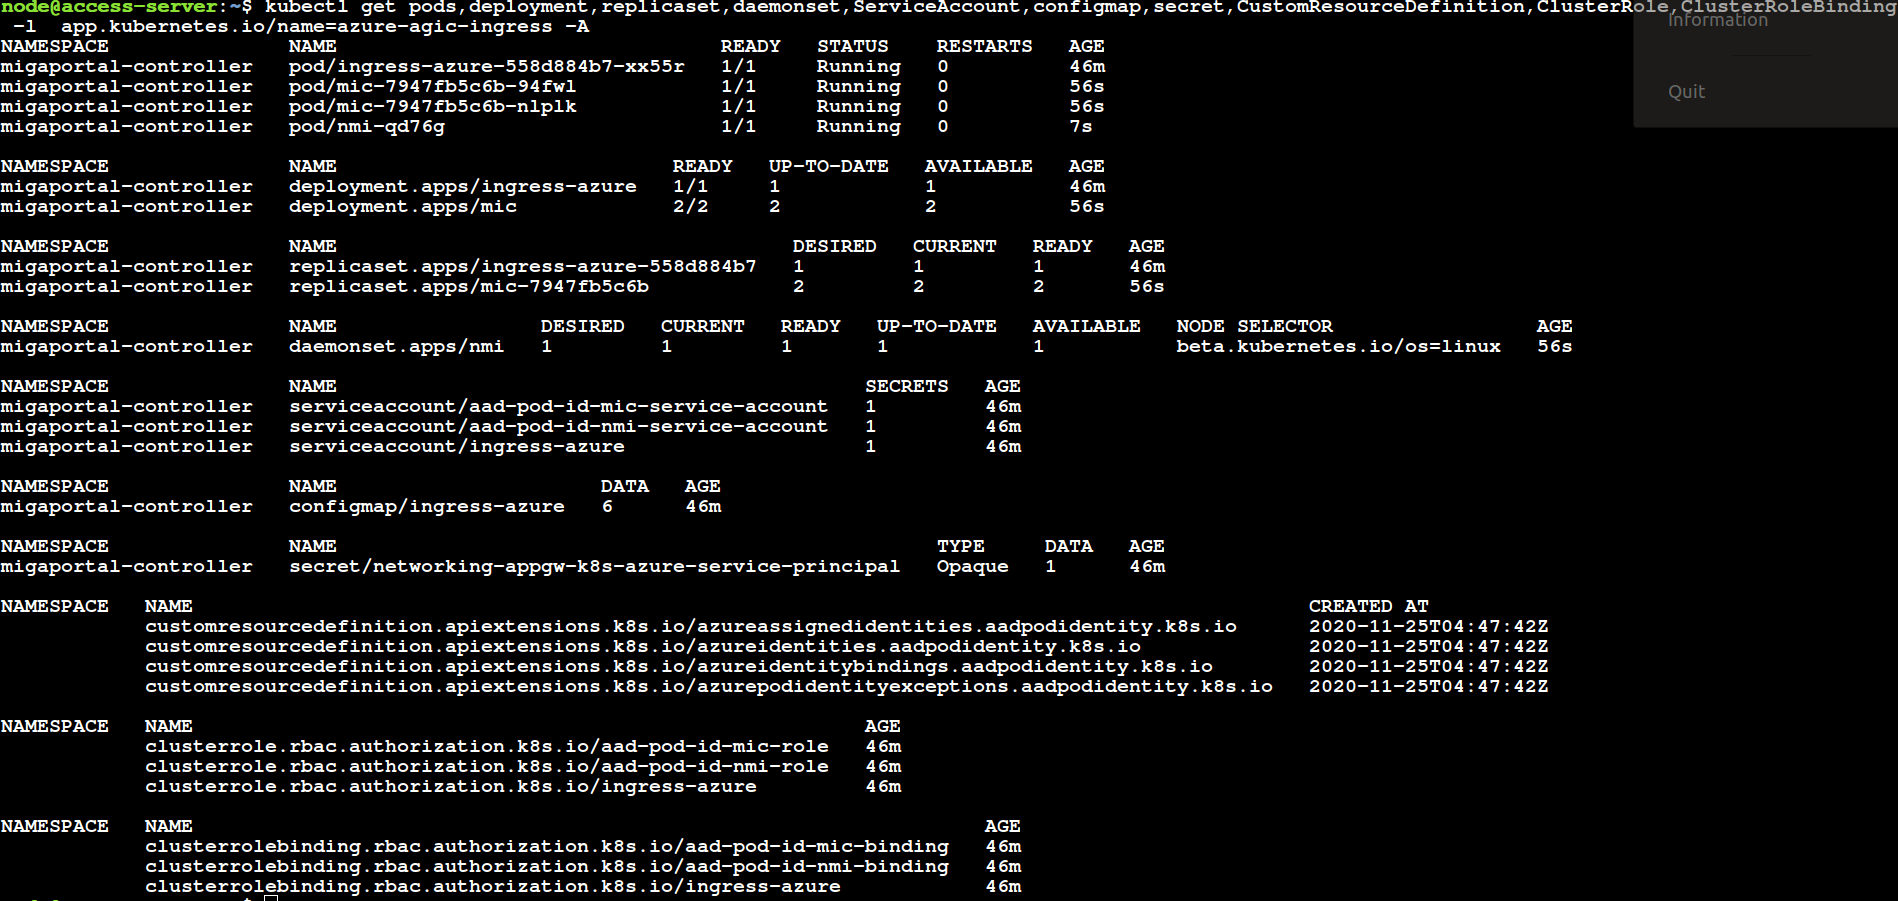 node@access-server:~$ kubectl get pods,deployment,replicaset,daemonset,ServiceAccount,configmap,secret,CustomResourceDefinition,ClusterRole,ClusterRoleBinding
-l  app.kubernetes.io/name=azure-agic-ingress -A
Information
Quit
NAMESPACE NAME READY STATUS RESTARTS AGE
migaportal-controller pod/ingress-azure-558d884b7-xx55r 1/1 Running 0 46m
migaportal-controller pod/mic-7947fb5c6b-94fwl 1/1 Running 0 56s
migaportal-controller pod/mic-7947fb5c6b-nlplk 1/1 Running 0 56s
migaportal-controller pod/nmi-qd76g 1/1 Running 0 7s
NAMESPACE NAME READY UP-TO-DATE AVAILABLE AGE
migaportal-controller deployment.apps/ingress-azure 1/1 1 1 46m
migaportal-controller deployment.apps/mic 2/2 2 2 56s
NAMESPACE NAME DESIRED CURRENT READY AGE
migaportal-controller replicaset.apps/ingress-azure-558d884b7 1 1 1 46m
migaportal-controller replicaset.apps/mic-7947fb5c6b 2 2 2 56s
NAMESPACE NAME DESIRED CURRENT READY UP-TO-DATE AVAILABLE NODE SELECTOR AGE
migaportal-controller daemonset.apps/nmi 1 1 1 1 1 beta.kubernetes.io/os=linux 56s
NAMESPACE NAME SECRETS AGE
migaportal-controller serviceaccount/aad-pod-id-mic-service-account 1 46m
migaportal-controller serviceaccount/aad-pod-id-nmi-service-account 1 46m
migaportal-controller serviceaccount/ingress-azure 1 46m
NAMESPACE NAME DATA AGE
migaportal-controller configmap/ingress-azure 6 46m
NAMESPACE NAME TYPE DATA AGE
migaportal-controller secret/networking-appgw-k8s-azure-service-principal Opaque 1 46m
NAMESPACE NAME CREATED AT
customresourcedefinition.apiextensions.k8s.io/azureassignedidentities.aadpodidentity.k8s.io 2020-11-25T04:47:42Z
customresourcedefinition.apiextensions.k8s.io/azureidentities.aadpodidentity.k8s.io 2020-11-25T04:47:42Z
customresourcedefinition.apiextensions.k8s.io/azureidentitybindings.aadpodidentity.k8s.io 2020-11-25T04:47:42Z
customresourcedefinition.apiextensions.k8s.io/azurepodidentityexceptions.aadpodidentity.k8s.io 2020-11-25T04:47:42Z
NAMESPACE NAME AGE
clusterrole.rbac.authorization.k8s.io/aad-pod-id-mic-role 46m
clusterrole.rbac.authorization.k8s.io/aad-pod-id-nmi-role 46m
clusterrole.rbac.authorization.k8s.io/ingress-azure 46m
NAMESPACE NAME AGE
clusterrolebinding.rbac.authorization.k8s.io/aad-pod-id-mic-binding 46m
clusterrolebinding.rbac.authorization.k8s.io/aad-pod-id-nmi-binding 46m
clusterrolebinding.rbac.authorization.k8s.io/ingress-azure 46m